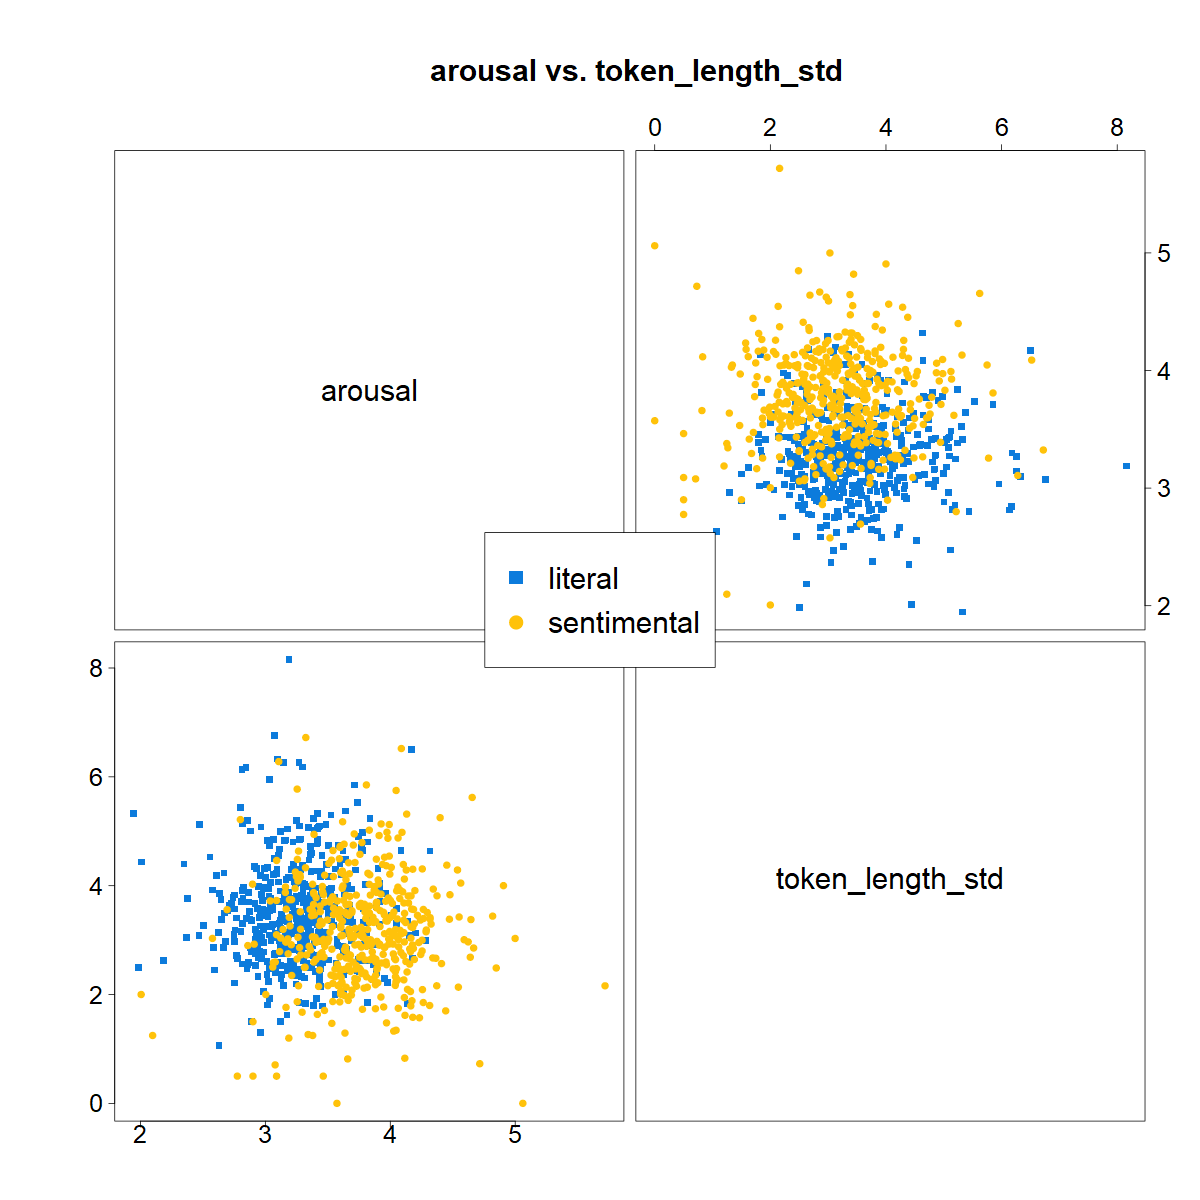 arousal vs. token_length_std
0 2 4 6 8
arousal
5
4
3
2
literal
sentimental
8
6
4
2
0
token_length_std
2 3 4 5